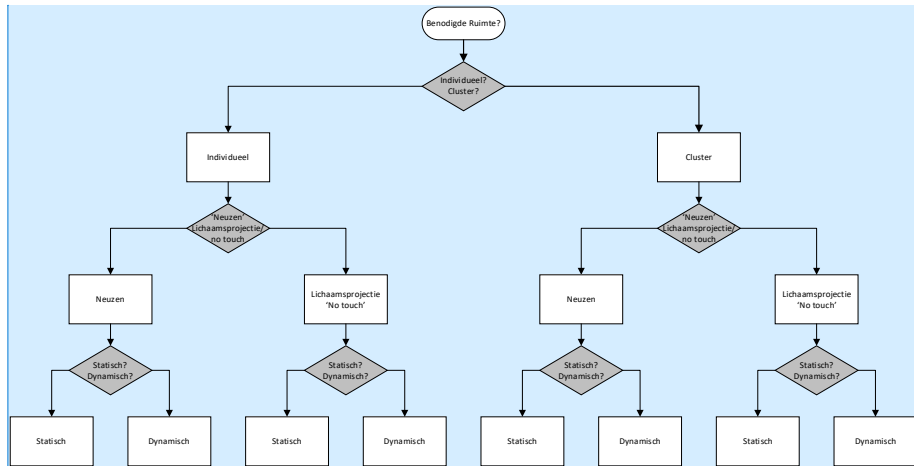 Benodigde Ruimte?
Individueel?
Cluster?
Individueel
Cluster
'Neuzen'
Lichaamsprojectie/
no touch
'Neuzen'
Lichaamsprojectie/
no touch
Neuzen
Lichaamsprojectie
'No touch'
Neuzen
Lichaamsprojectie
'No touch'
Statisch?
Dynamisch?
Statisch?
Dynamisch?
Statisch?
Dynamisch?
Statisch?
Dynamisch?
Statisch
Dynamisch
Statisch
Dynamisch
Statisch
Dynamisch
Statisch
Dynamisch